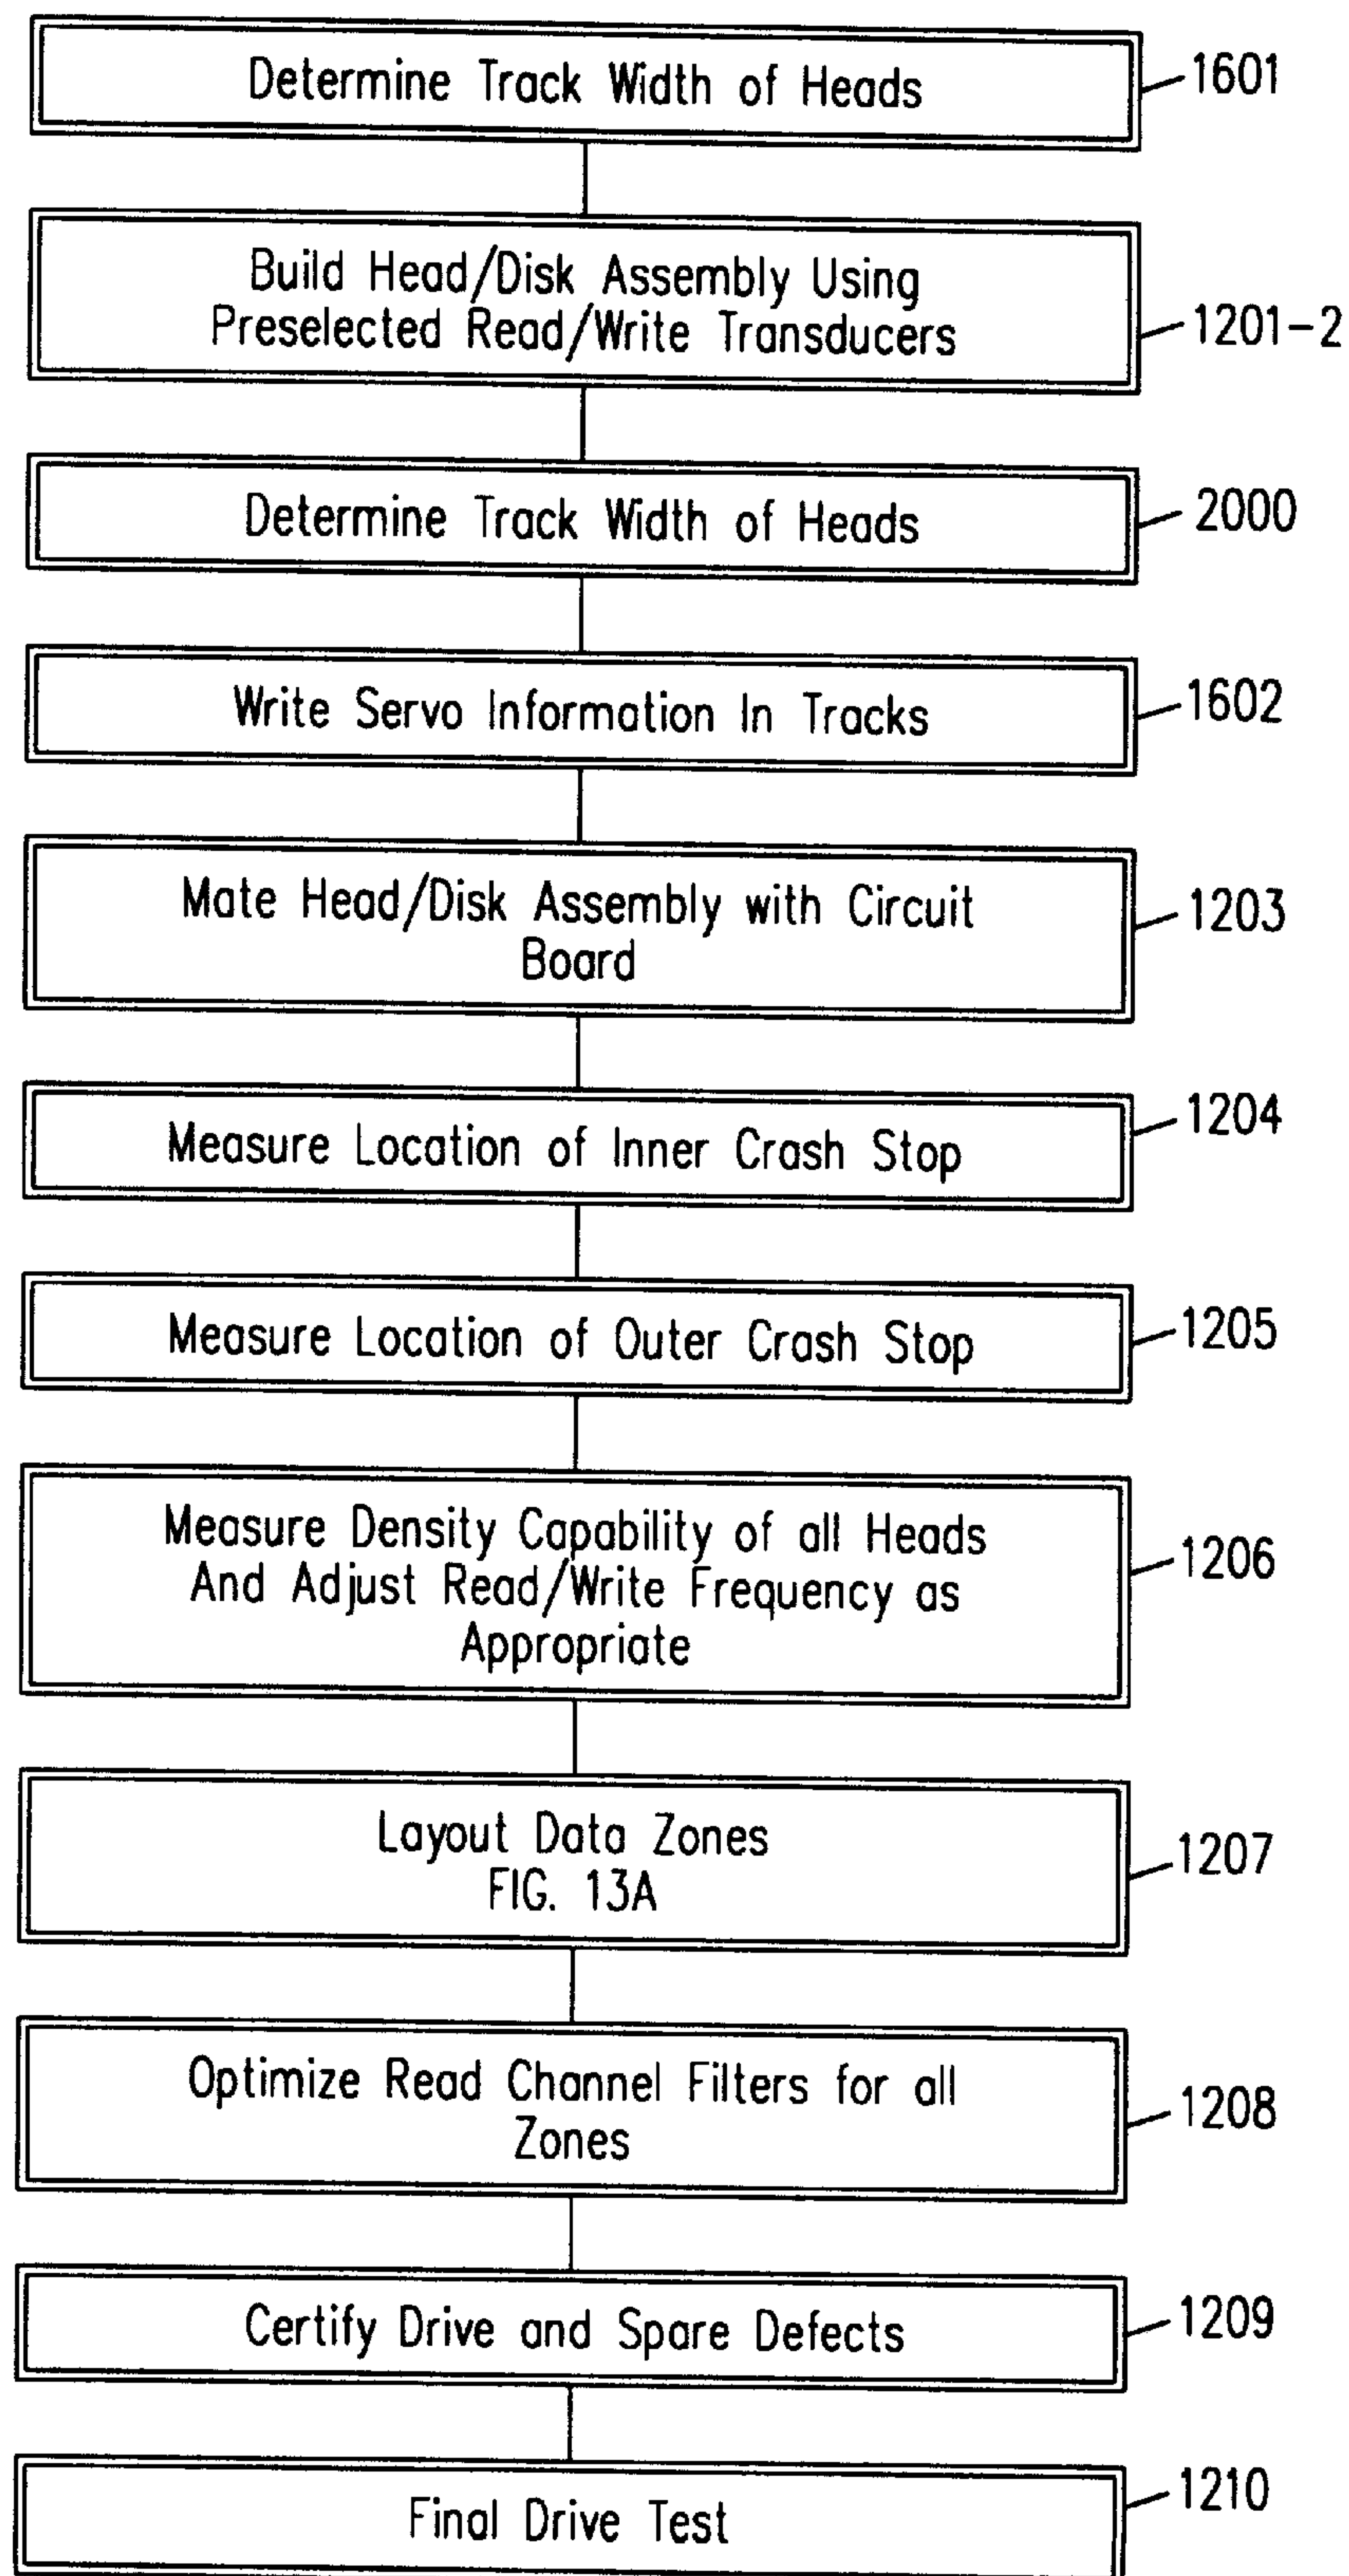 Determine Track Width of Heads
1601
Build Head/Disk Assembly Using
Preselected Read/Write Transducers
1201-2
Determine Track Width of Heads
2000
Write Servo Information In Tracks
1602
Mate Head/Disk Assembly with Circuit
Board
1203
Measure Location of Inner Crash Stop
1204
Measure Location of Outer Crash Stop
1205
Measure Density Capability of all Heads
And Adjust Read/Write Frequency as
Appropriate
1206
Layout Data Zones
FIG. 13A
1207
Optimize Read Channel Filters for all
Zones
1208
Certify Drive and Spare Defects
1209
Final Drive Test
1210